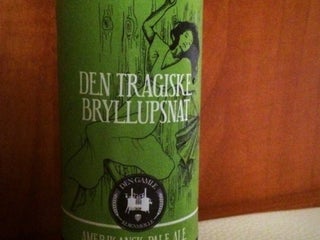 DEN TRAGISKE
BRYLLUPSNAT
DEN GAMLE
AMERIKANSK PALE ALE